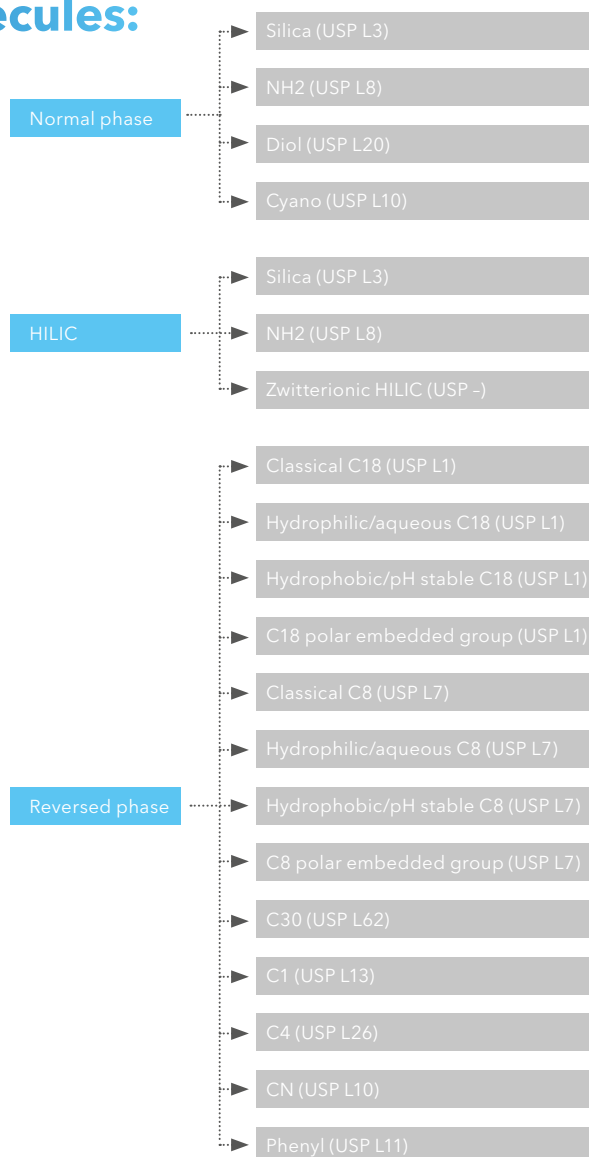 ecules:
Normal phase
Silica (USP L3)
NH2 (USP L8)
Diol (USP L20)
Cyano (USP L10)
HILIC
Silica (USP L3)
NH2 (USP L8)
Zwitterionic HILIC (USP –)
Reversed phase
Classical C18 (USP L1)
Hydrophilic/aqueous C18 (USP L1)
Hydrophobic/pH stable C18 (USP L1)
C18 polar embedded group (USP L1)
Classical C8 (USP L7)
Hydrophilic/aqueous C8 (USP L7)
Hydrophobic/pH stable C8 (USP L7)
C8 polar embedded group (USP L7)
C30 (USP L62)
C1 (USP L13)
C4 (USP L26)
CN (USP L10)
Phenyl (USP L11)